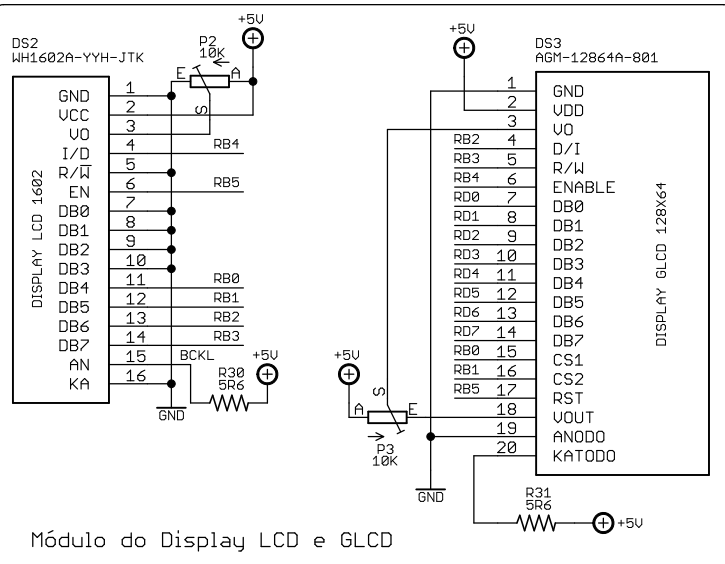 DS2
WH1602A-YYH-JTK
DISPLAY LCD 1602
GND 1
VCC 2
VO 3
I/D 4 RB4
R/W̅ 5
EN 6 RB5
DB0 7
DB1 8
DB2 9
DB3 10
DB4 11 RB0
DB5 12 RB1
DB6 13 RB2
DB7 14 RB3
AN 15 BCKL
KA 16
P2
10K
E
A
S
+5V
R30
5R6
+5V
GND
DS3
AGM-12864A-801
DISPLAY GLCD 128X64
+5V
1 GND
2 VDD
3 VO
RB2 4 D/I
RB3 5 R/W
RB4 6 ENABLE
RD0 7 DB0
RD1 8 DB1
RD2 9 DB2
RD3 10 DB3
RD4 11 DB4
RD5 12 DB5
RD6 13 DB6
RD7 14 DB7
RB0 15 CS1
RB1 16 CS2
RB5 17 RST
18 VOUT
19 ANODO
20 KATODO
+5V
A
S
E
P3
10K
GND
R31
5R6
+5V
Módulo do Display LCD e GLCD